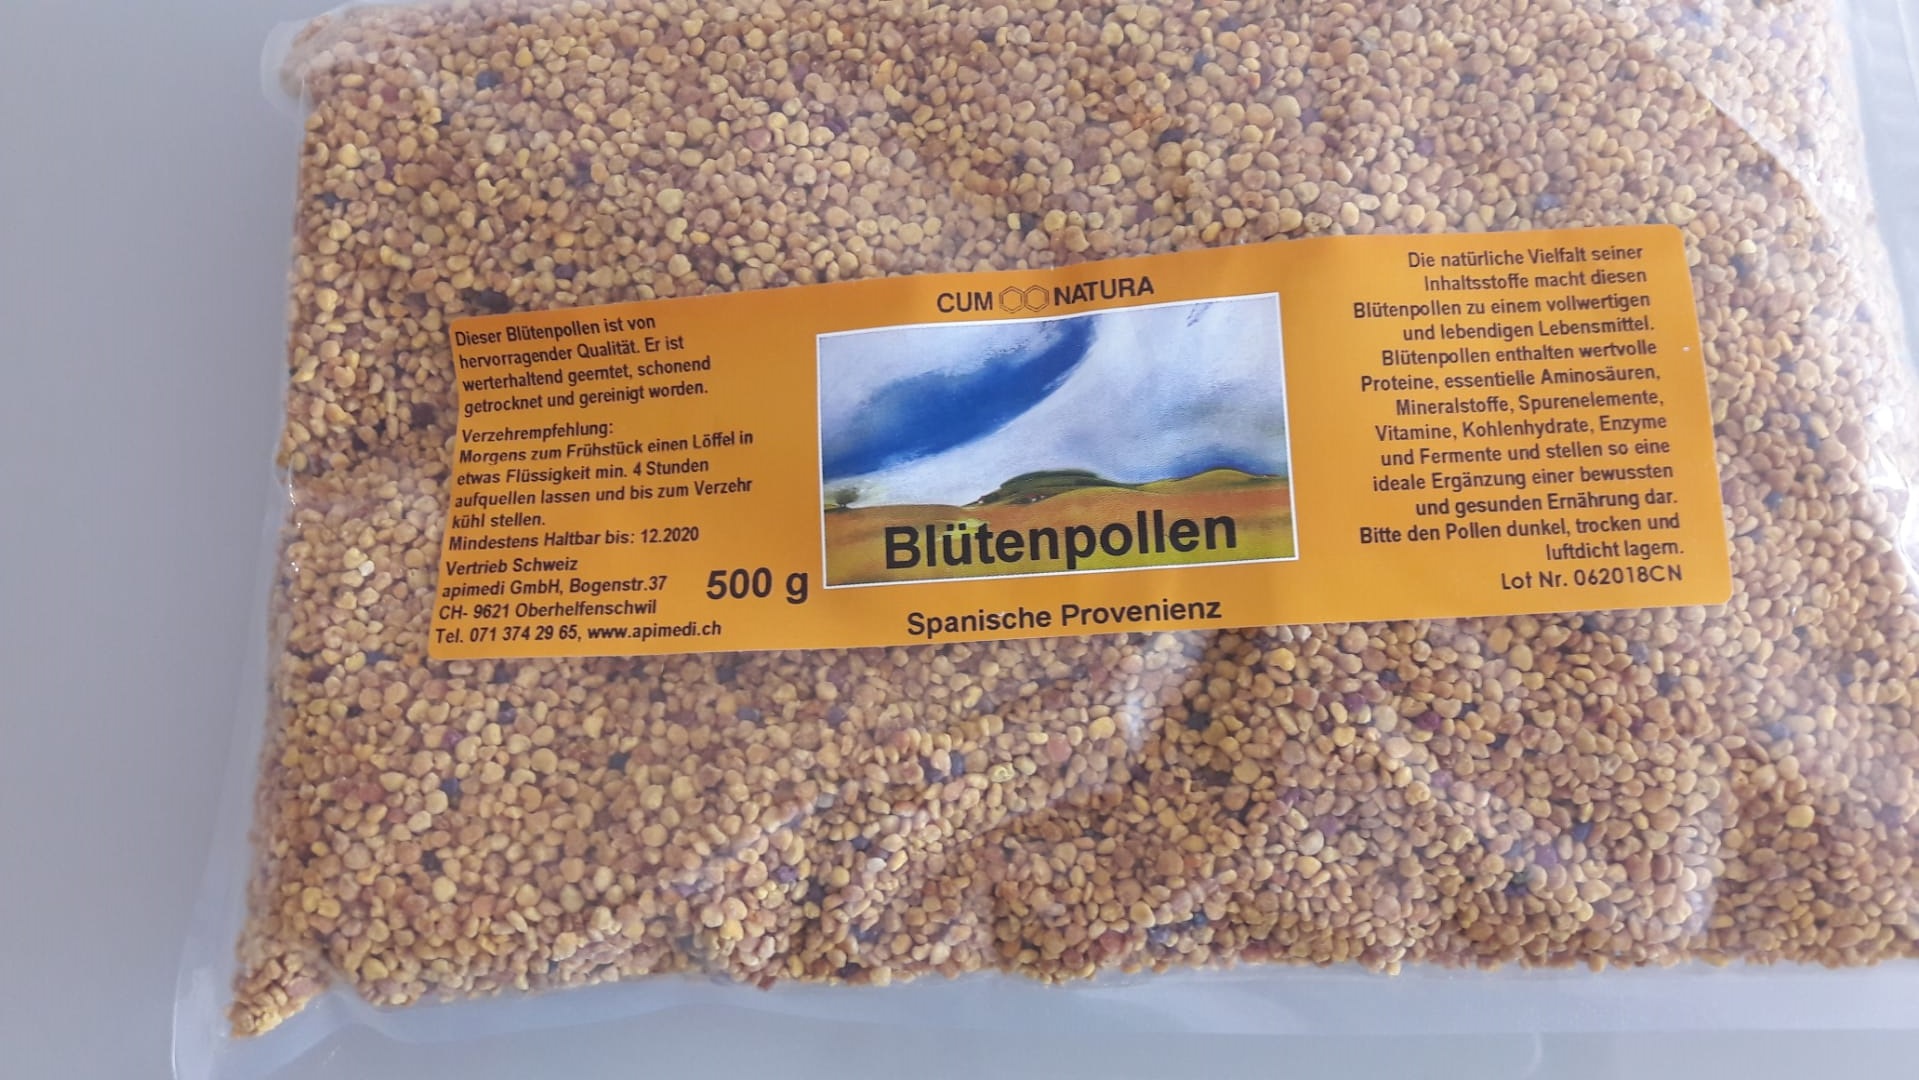 Dieser Blütenpollen ist von
hervorragender Qualität. Er ist
werterhaltend geerntet, schonend
getrocknet und gereinigt worden.
Verzehrempfehlung:
Morgens zum Frühstück einen Löffel in
etwas Flüssigkeit min. 4 Stunden
aufquellen lassen und bis zum Verzehr
kühl stellen.
Mindestens Haltbar bis: 12.2020
Vertrieb Schweiz
apimedi GmbH, Bogenstr.37
CH- 9621 Oberhelfenschwil
Tel. 071 374 29 65, www.apimedi.ch
500 g
CUM NATURA
Blütenpollen
Spanische Provenienz
Die natürliche Vielfalt seiner
Inhaltsstoffe macht diesen
Blütenpollen zu einem vollwertigen
und lebendigen Lebensmittel.
Blütenpollen enthalten wertvolle
Proteine, essentielle Aminosäuren,
Mineralstoffe, Spurenelemente,
Vitamine, Kohlenhydrate, Enzyme
und Fermente und stellen so eine
ideale Ergänzung einer bewussten
und gesunden Ernährung dar.
Bitte den Pollen dunkel, trocken und
luftdicht lagern.
Lot Nr. 062018CN